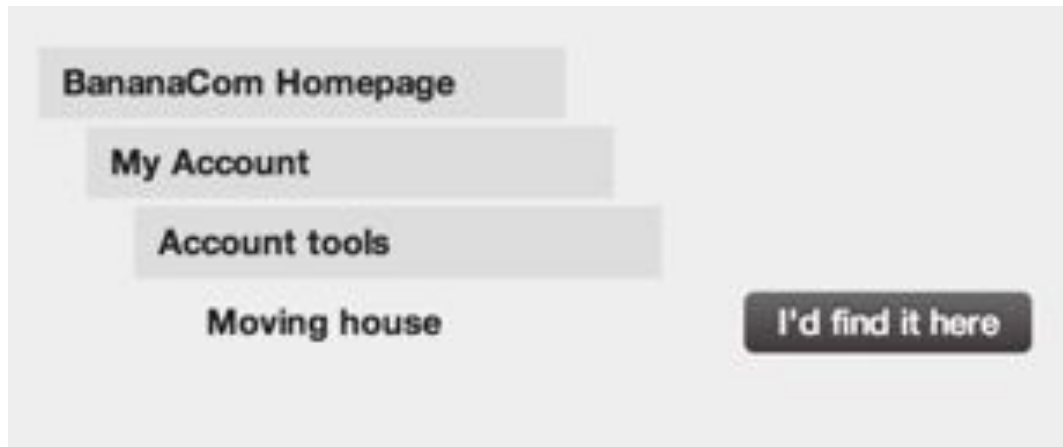 BananaCom Homepage
My Account
Account tools
Moving house
I'd find it here